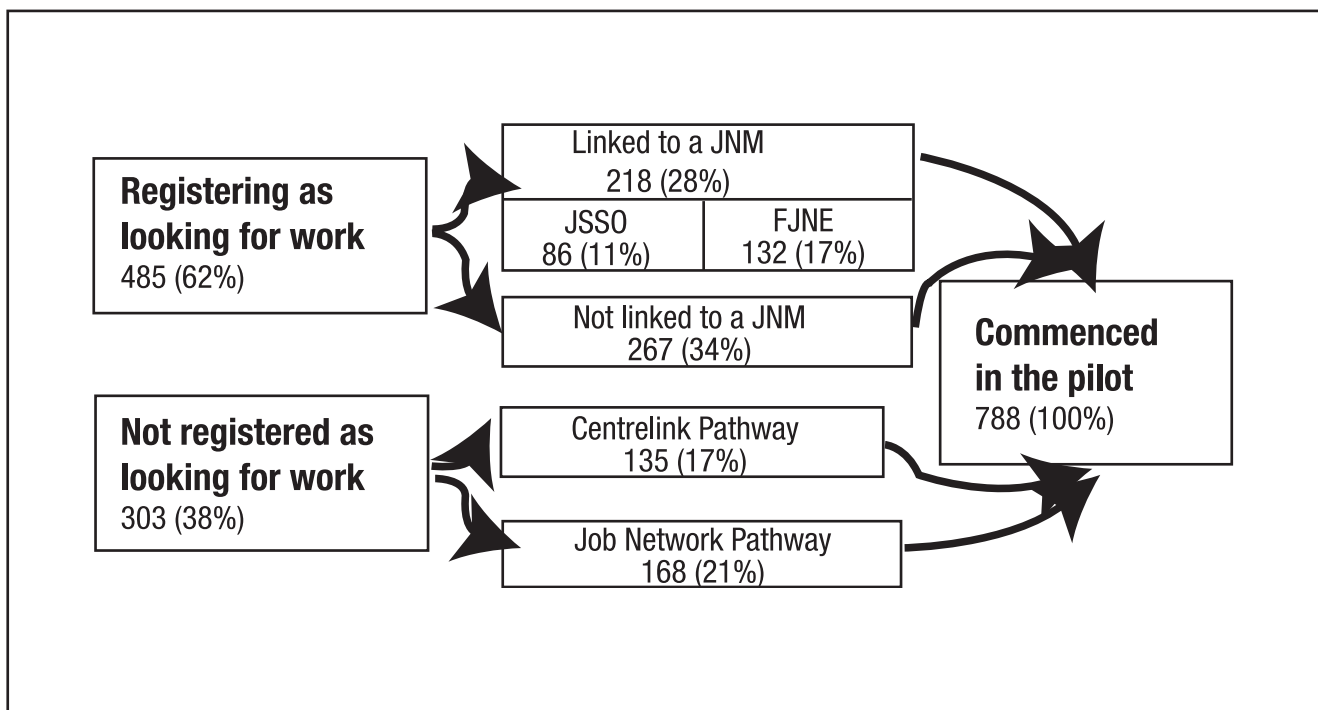 Registering as
looking for work
485 (62%)
Linked to a JNM
218 (28%)
JSSO
86 (11%)
FJNE
132 (17%)
Not linked to a JNM
267 (34%)
Not registered as
looking for work
303 (38%)
Centrelink Pathway
135 (17%)
Job Network Pathway
168 (21%)
Commenced
in the pilot
788 (100%)